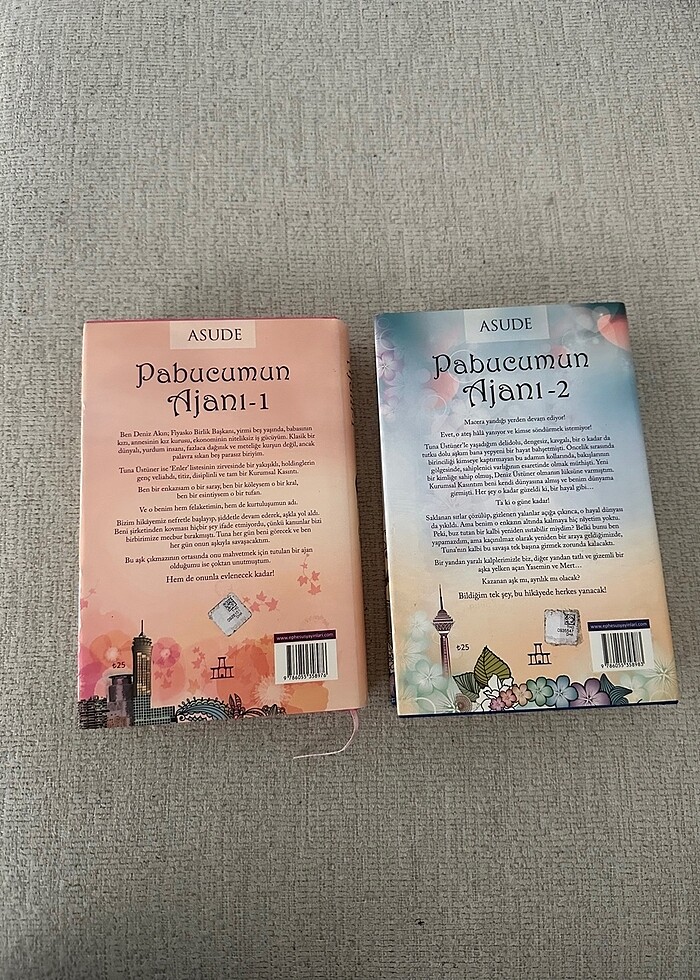 ASUDE
Pabucumun
Ajanı-1
Ben Deniz Akın; Fiyasko Birlik Başkanı, yirmi beş yaşında, babasının
kızı, annesinin kız kurusu, ekonominin niteliksiz iş gücüyüm. Klasik bir
dünyalı, yurdum insanı, fazlaca dağınık ve meteliğe kurşun değil, ancak
palavra sıkan beş parasız biriyim.
Tuna Üstüner ise 'Enler' listesinin zirvesinde bir yakışıklı, holdinglerin
genç veliahdı, titiz, disiplinli ve tam bir Kurumsal Kasıntı.
Ben bir enkazsam o bir saray, ben bir köleysem o bir kral,
ben bir esintiysem o bir tufan.
Ve o benim felaketimin, hem de kurtuluşumun adı.
Bizim hikâyemiz nefretle başlayıp, şiddetle devam ederek, aşkla yol aldı.
Beni şirketinden kovması hiçbir şey ifade etmiyordu, çünkü kanunlar bizi
birbirimize mecbur bırakmıştı. Tuna her gün beni görecek ve ben
her gün onun aşkıyla savaşacaktım.
Bu aşk çıkmazının ortasında onu mahvetmek için tutulan bir ajan
olduğumu ise çoktan unutmuştum.
Hem de onunla evlenecek kadar!
www.ephesusyayinlari.com
₺25
9 786055 358976
ASUDE
Pabucumun
Ajanı-2
Macera yandığı yerden devam ediyor!
Evet, o ateş hâlâ yanıyor ve kimse söndürmek istemiyor!
Tuna Üstüner'le yaşadığım delidolu, dengesiz, kavgalı, bir o kadar da
tutku dolu aşkım bana yepyeni bir hayat bahşetmişti. Öncelik sırasında
birinciliği kimseye kaptırmayan bu adamın kollarında, bakışlarının
gölgesinde, sahiplenici varlığının esaretinde olmak müthişti. Yeni
bir kimliğe sahip olmuş, Deniz Üstüner olmanın lüksüne varmıştım.
Kurumsal Kasıntım beni kendi dünyasına almış ve benim dünyama
girmişti. Her şey o kadar güzeldi ki, bir hayal gibi...
Ta ki o güne kadar!
Saklanan sırlar çözülüp, gizlenen yalanlar açığa çıkınca, o hayal dünyası
da yıkıldı. Ama benim o enkazın altında kalmaya hiç niyetim yoktu.
Peki, buz tutan bir kalbi yeniden ısıtabilir miydim? Belki bunu ben
yapamazdım, ama kaçınılmaz olarak yeniden bir araya geldiğimizde,
Tuna'nın kalbi bu savaşa tek başına girmek zorunda kalacaktı.
Bir yandan yaralı kalplerimizle biz, diğer yandan tatlı ve gizemli bir
aşka yelken açan Yasemin ve Mert...
Kazanan aşk mı, ayrılık mı olacak?
Bildiğim tek şey, bu hikâyede herkes yanacak!
www.ephesusyayinlari.com
₺25
9 786055 358983